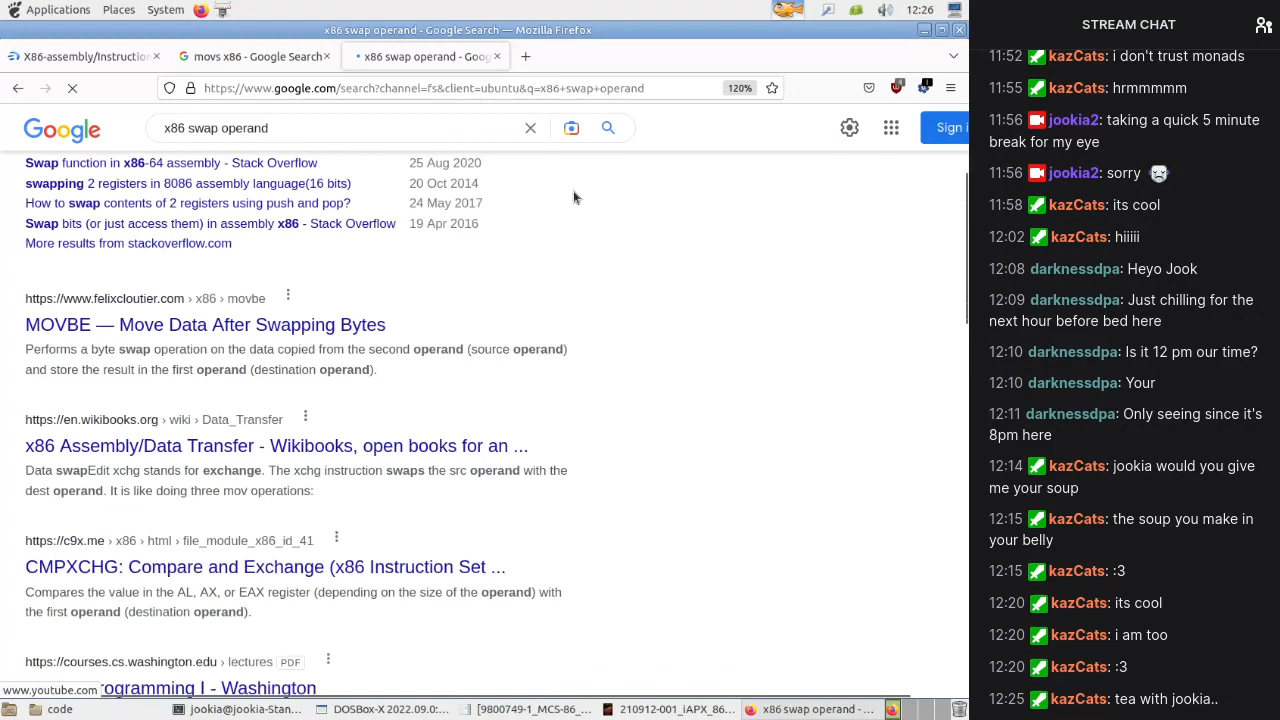 Applications Places System 12:26
x86 swap operand - Google Search — Mozilla Firefox
X86-assembly/Instruction
movs x86 - Google Search
x86 swap operand - Goog
https://www.google.com/search?channel=fs&client=ubuntu&q=x86+swap+operand
120%
Google
x86 swap operand
Sign i
Swap function in x86-64 assembly - Stack Overflow 25 Aug 2020
swapping 2 registers in 8086 assembly language(16 bits) 20 Oct 2014
How to swap contents of 2 registers using push and pop? 24 May 2017
Swap bits (or just access them) in assembly x86 - Stack Overflow 19 Apr 2016
More results from stackoverflow.com
https://www.felixcloutier.com › x86 › movbe
MOVBE — Move Data After Swapping Bytes
Performs a byte swap operation on the data copied from the second operand (source operand)
and store the result in the first operand (destination operand).
https://en.wikibooks.org › wiki › Data_Transfer
x86 Assembly/Data Transfer - Wikibooks, open books for an ...
Data swapEdit xchg stands for exchange. The xchg instruction swaps the src operand with the
dest operand. It is like doing three mov operations:
https://c9x.me › x86 › html › file_module_x86_id_41
CMPXCHG: Compare and Exchange (x86 Instruction Set ...
Compares the value in the AL, AX, or EAX register (depending on the size of the operand) with
the first operand (destination operand).
https://courses.cs.washington.edu › lectures PDF
rogramming I - Washington
www.youtube.com
code
jookia@jookia-Stan...
DOSBox-X 2022.09.0:...
[9800749-1_MCS-86_...
210912-001_iAPX_86...
x86 swap operand - ...
STREAM CHAT
11:52 kazCats: i don't trust monads
11:55 kazCats: hrmmmmm
11:56 jookia2: taking a quick 5 minute
break for my eye
11:56 jookia2: sorry
11:58 kazCats: its cool
12:02 kazCats: hiiiii
12:08 darknessdpa: Heyo Jook
12:09 darknessdpa: Just chilling for the
next hour before bed here
12:10 darknessdpa: Is it 12 pm our time?
12:10 darknessdpa: Your
12:11 darknessdpa: Only seeing since it's
8pm here
12:14 kazCats: jookia would you give
me your soup
12:15 kazCats: the soup you make in
your belly
12:15 kazCats: :3
12:20 kazCats: its cool
12:20 kazCats: i am too
12:20 kazCats: :3
12:25 kazCats: tea with jookia..